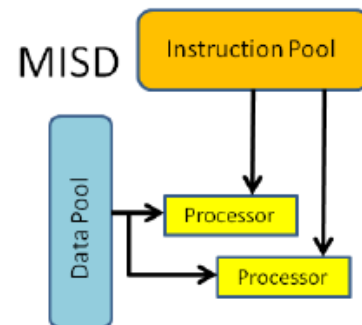 MISD
Instruction Pool
Data Pool
Processor
Processor